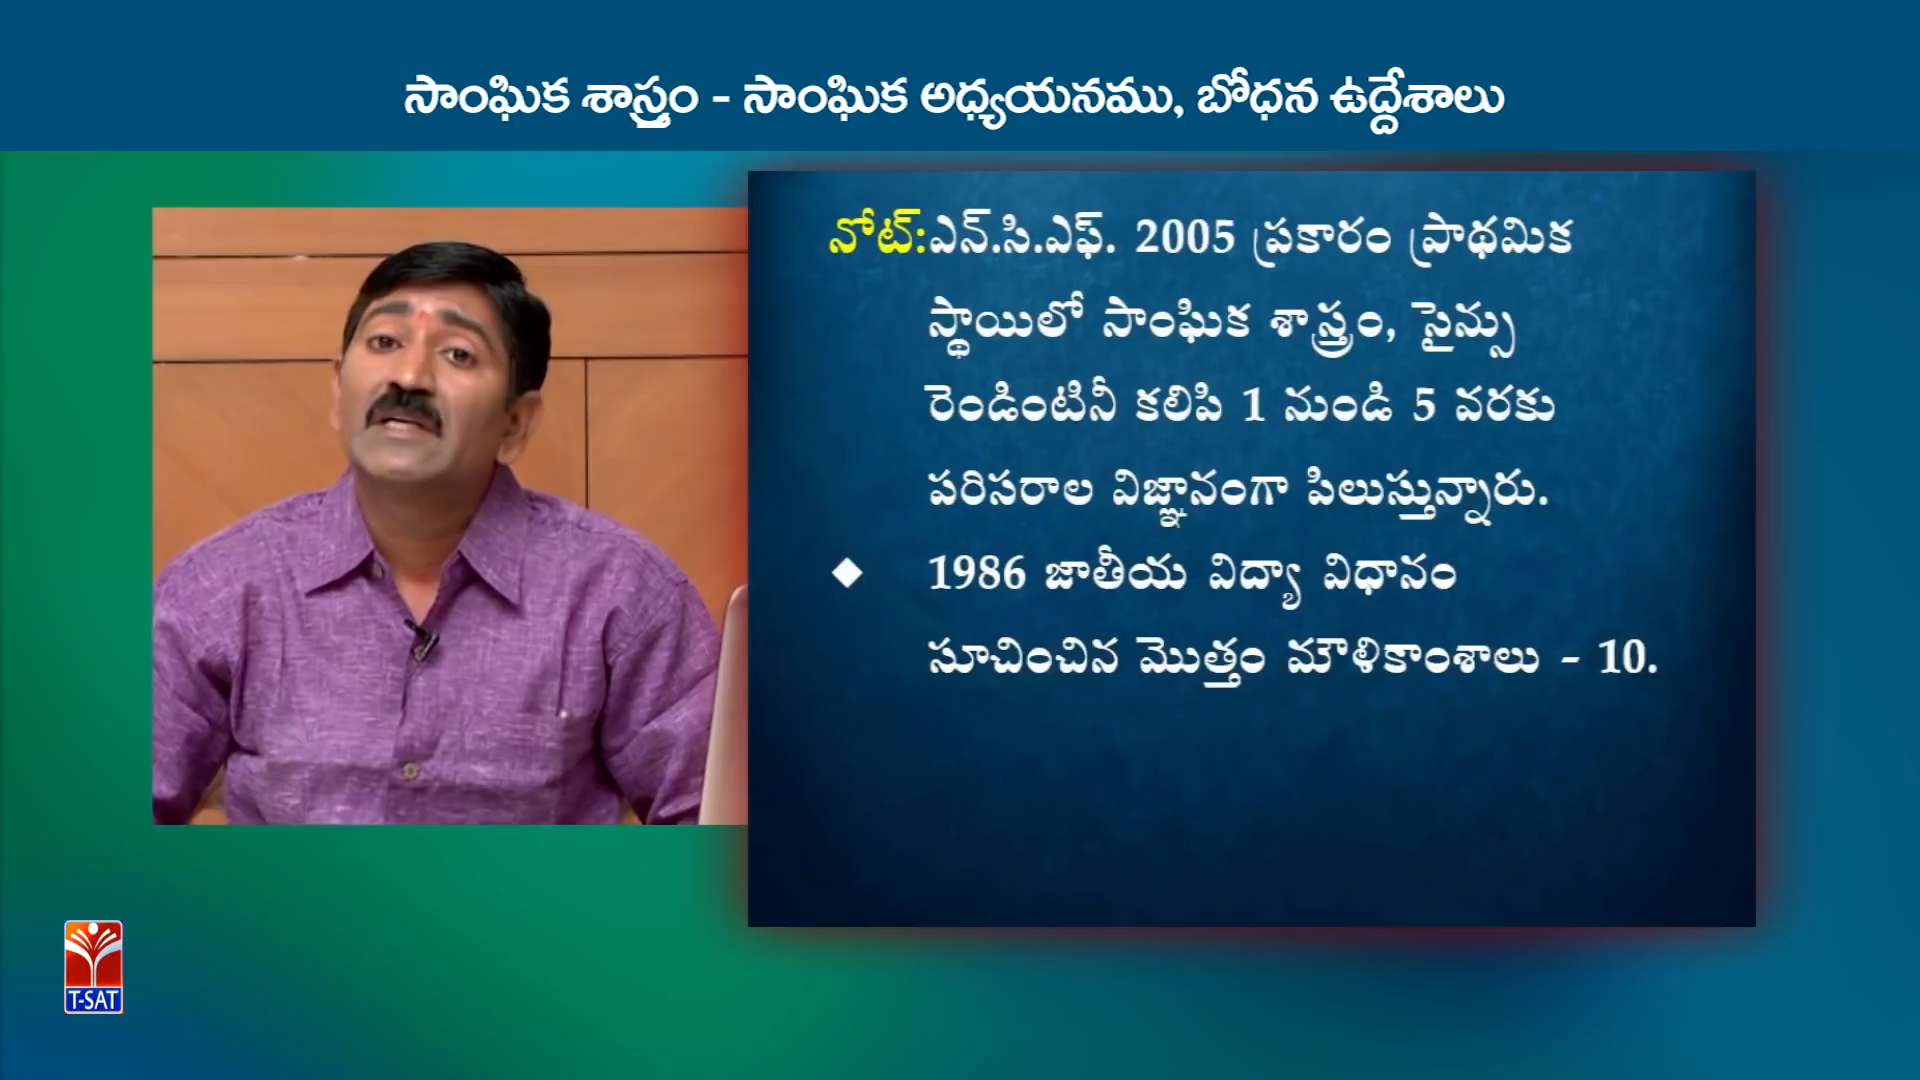 సాంఘిక శాస్త్రం - సాంఘిక అధ్యయనము, బోధన ఉద్దేశాలు
నోట్:ఎన్.సి.ఎఫ్. 2005 ప్రకారం ప్రాథమిక
స్థాయిలో సాంఘిక శాస్త్రం, సైన్సు
రెండింటినీ కలిపి 1 నుండి 5 వరకు
పరిసరాల విజ్ఞానంగా పిలుస్తున్నారు.
◆ 1986 జాతీయ విద్యా విధానం
సూచించిన మొత్తం మౌళికాంశాలు - 10.
T-SAT